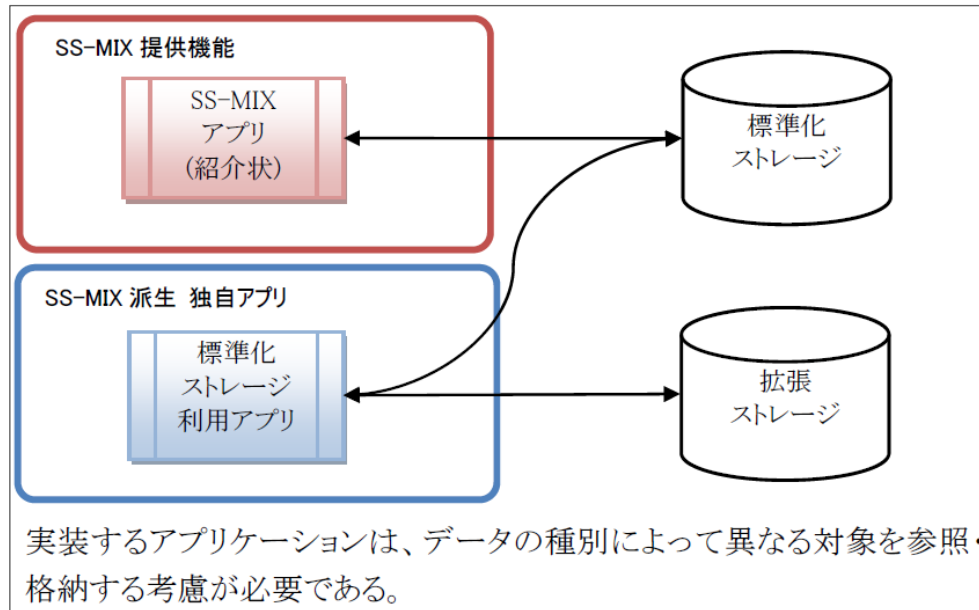 SS-MIX 提供機能
SS-MIX
アプリ
(紹介状)
標準化
ストレージ
SS-MIX 派生 独自アプリ
標準化
ストレージ
利用アプリ
拡張
ストレージ
実装するアプリケーションは、データの種別によって異なる対象を参照・
格納する考慮が必要である。